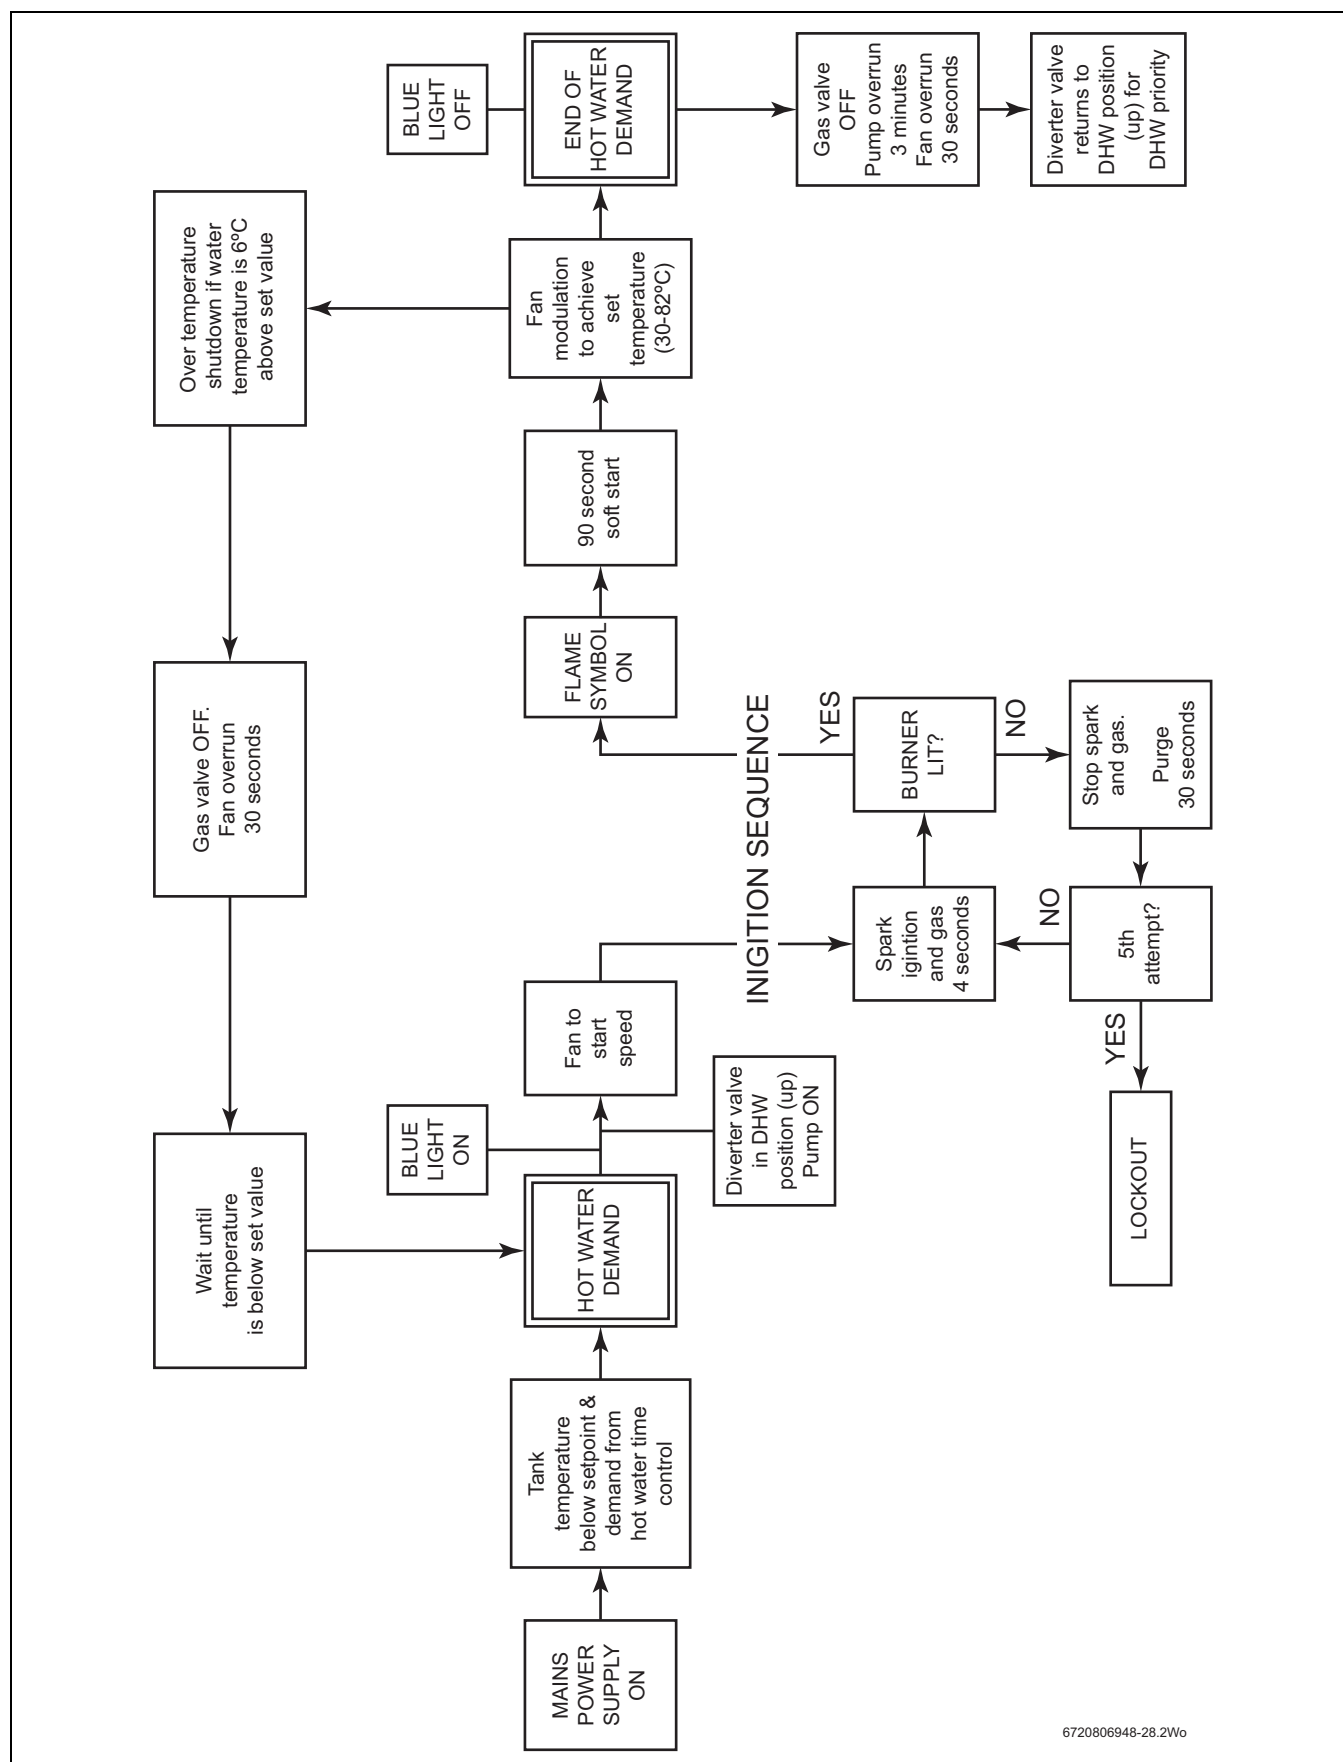 MAINS
POWER
SUPPLY
ON
Tank
temperature
below setpoint &
demand from
hot water time
control
HOT WATER
DEMAND
BLUE
LIGHT
ON
Diverter valve
in DHW
position (up)
Pump ON
Fan to
start
speed
INIGITION SEQUENCE
Spark
igintion
and gas
4 seconds
BURNER
LIT?
YES
NO
Stop spark
and gas.
Purge
30 seconds
5th
attempt?
NO
YES
LOCKOUT
FLAME
SYMBOL
ON
90 second
soft start
Fan
modulation
to achieve
set
temperature
(30-82ºC)
Over temperature
shutdown if water
temperature is 6ºC
above set value
Gas valve OFF.
Fan overrun
30 seconds
Wait until
temperature
is below set value
BLUE
LIGHT
OFF
END OF
HOT WATER
DEMAND
Gas valve
OFF
Pump overrun
3 minutes
Fan overrun
30 seconds
Diverter valve
returns to
DHW position
(up) for
DHW priority
6720806948-28.2Wo